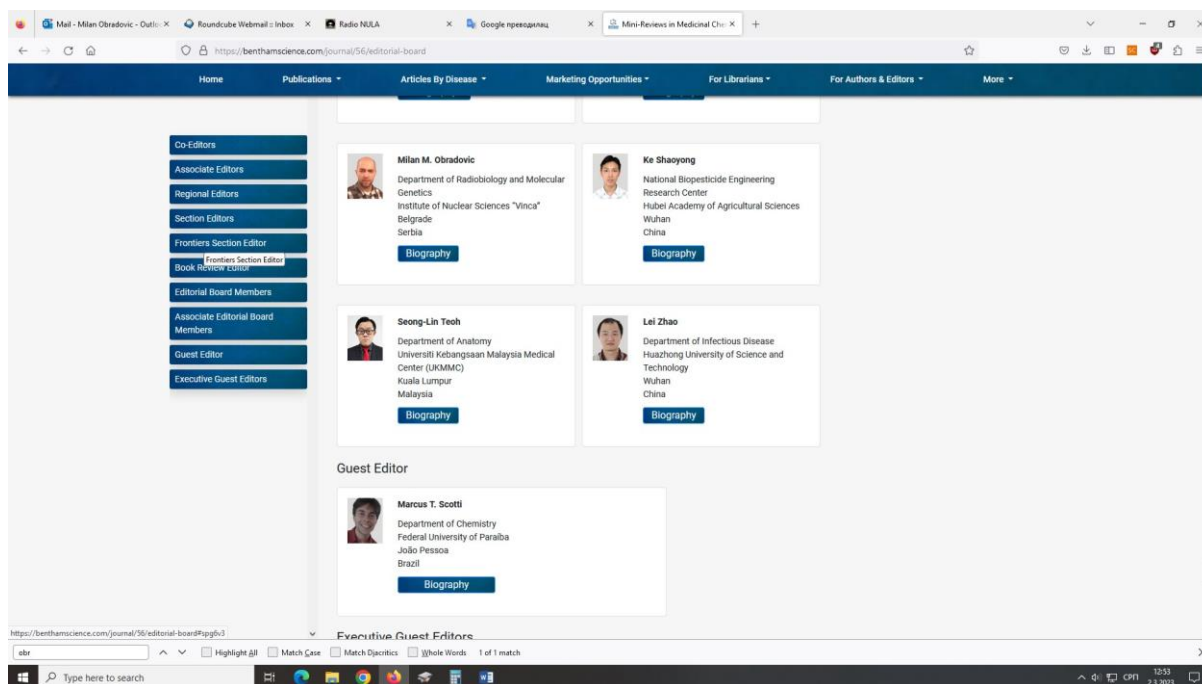 Mail - Milan Obradovic - Outlo
Roundcube Webmail :: Inbox
Radio NULA
Google преводилац
Mini-Reviews in Medicinal Che
https://benthamscience.com/journal/56/editorial-board
Home
Publications
Articles By Disease
Marketing Opportunities
For Librarians
For Authors & Editors
More
Co-Editors
Associate Editors
Regional Editors
Section Editors
Frontiers Section Editor
Frontiers Section Editor
Book Review Editor
Editorial Board Members
Associate Editorial Board
Members
Guest Editor
Executive Guest Editors
Milan M. Obradovic
Department of Radiobiology and Molecular
Genetics
Institute of Nuclear Sciences "Vinca"
Belgrade
Serbia
Biography
Ke Shaoyong
National Biopesticide Engineering
Research Center
Hubei Academy of Agricultural Sciences
Wuhan
China
Biography
Seong-Lin Teoh
Department of Anatomy
Universiti Kebangsaan Malaysia Medical
Center (UKMMC)
Kuala Lumpur
Malaysia
Biography
Lei Zhao
Department of Infectious Disease
Huazhong University of Science and
Technology
Wuhan
China
Biography
Guest Editor
Marcus T. Scotti
Department of Chemistry
Federal University of Paraíba
João Pessoa
Brazil
Biography
Executive Guest Editors
https://benthamscience.com/journal/56/editorial-board#spg6v3
obr
Highlight All
Match Case
Match Diacritics
Whole Words
1 of 1 match
Type here to search
СРП
12:53
2.3.2023